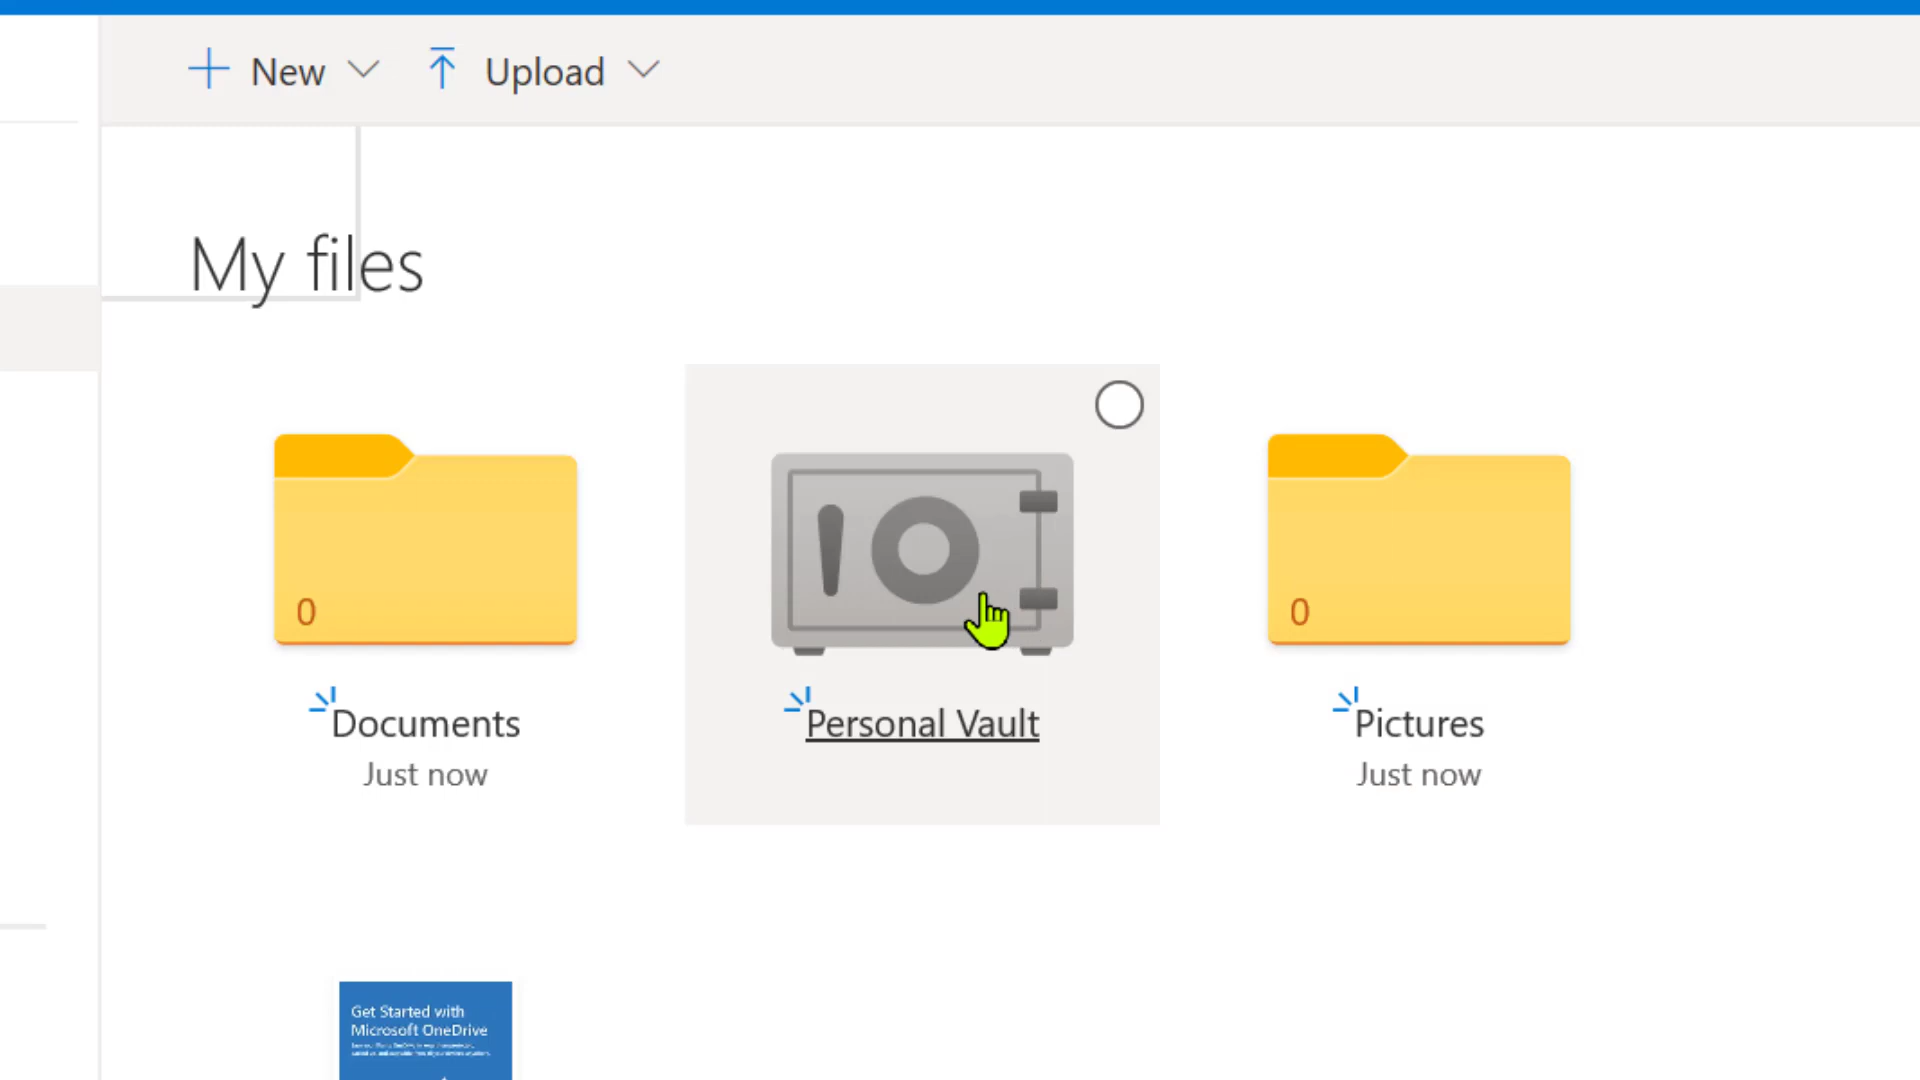 New
Upload
My files
0
0
Documents
Personal Vault
Pictures
Just now
Just now
Get Started with
Microsoft OneDrive